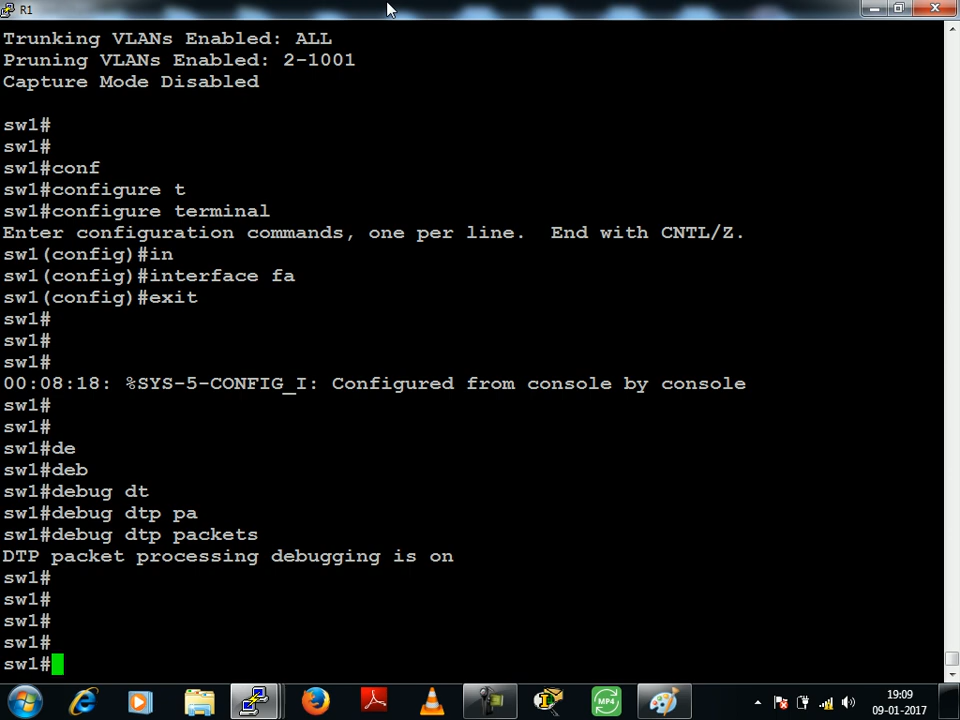 R1
Trunking VLANs Enabled: ALL
Pruning VLANs Enabled: 2-1001
Capture Mode Disabled
sw1#
sw1#
sw1#conf
sw1#configure t
sw1#configure terminal
Enter configuration commands, one per line.  End with CNTL/Z.
sw1(config)#in
sw1(config)#interface fa
sw1(config)#exit
sw1#
sw1#
sw1#
00:08:18: %SYS-5-CONFIG_I: Configured from console by console
sw1#
sw1#
sw1#de
sw1#deb
sw1#debug dt
sw1#debug dtp pa
sw1#debug dtp packets
DTP packet processing debugging is on
sw1#
sw1#
sw1#
sw1#
sw1#
MP4
19:09
09-01-2017